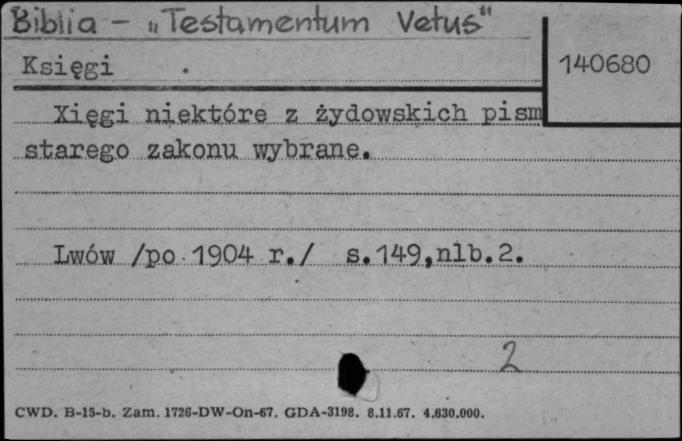 Biblia - „Testamentum Vetus"
Księgi
140680
Xięgi niektóre z żydowskich pism
starego zakonu wybrane.
Lwów /po 1904 r./ s.149,nlb.2.
2
CWD. B-15-b. Zam. 1726-DW-On-67. GDA-3198. 8.11.67. 4.630.000.